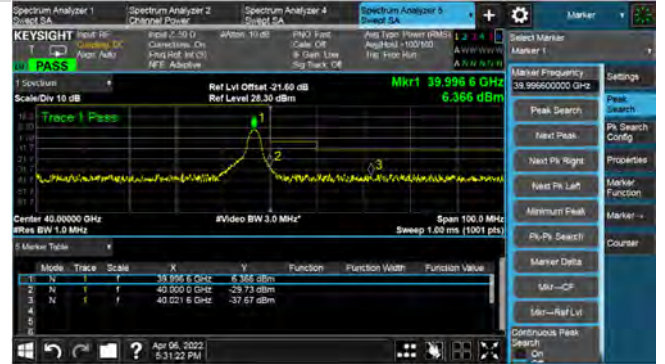 Spectrum Analyzer 1
Swept SA
Spectrum Analyzer 2
Channel Power
Spectrum Analyzer 4
Swept SA
Spectrum Analyzer 5
Swept SA
Marker
KEYSIGHT
Input: RF
Coupling: DC
Align: Auto
Input Z: 50 Ω
Corrections: On
Freq Ref: Int (S)
NFE: Adaptive
#Atten: 10 dB
PNO: Fast
Gate: Off
IF Gain: Low
Sig Track: Off
Avg Type: Power (RMS)
Avg|Hold: >100/100
Trig: Free Run
PASS
Select Marker
Marker 1
Marker Frequency
39.996600000 GHz
Settings
Peak Search
Peak
Search
Next Peak
Pk Search
Config
Next Pk Right
Properties
Next Pk Left
Marker
Function
Minimum Peak
Marker→
Pk-Pk Search
Counter
Marker Delta
Mkr→CF
Mkr→Ref Lvl
Continuous Peak
Search
On
Off
1 Spectrum
Scale/Div 10 dB
Ref Lvl Offset -21.60 dB
Ref Level 28.30 dBm
Mkr1 39.996 6 GHz
6.366 dBm
Trace 1 Pass
1
2
3
Center 40.00000 GHz
#Res BW 1.0 MHz
#Video BW 3.0 MHz*
Span 100.0 MHz
Sweep 1.00 ms (1001 pts)
5 Marker Table
Mode Trace Scale X Y Function Function Width Function Value
1 N 1 f 39.996 6 GHz 6.366 dBm
2 N 1 f 40.000 0 GHz -29.73 dBm
3 N 1 f 40.021 6 GHz -37.67 dBm
4
5
6
?
Apr 06, 2022
5:31:22 PM